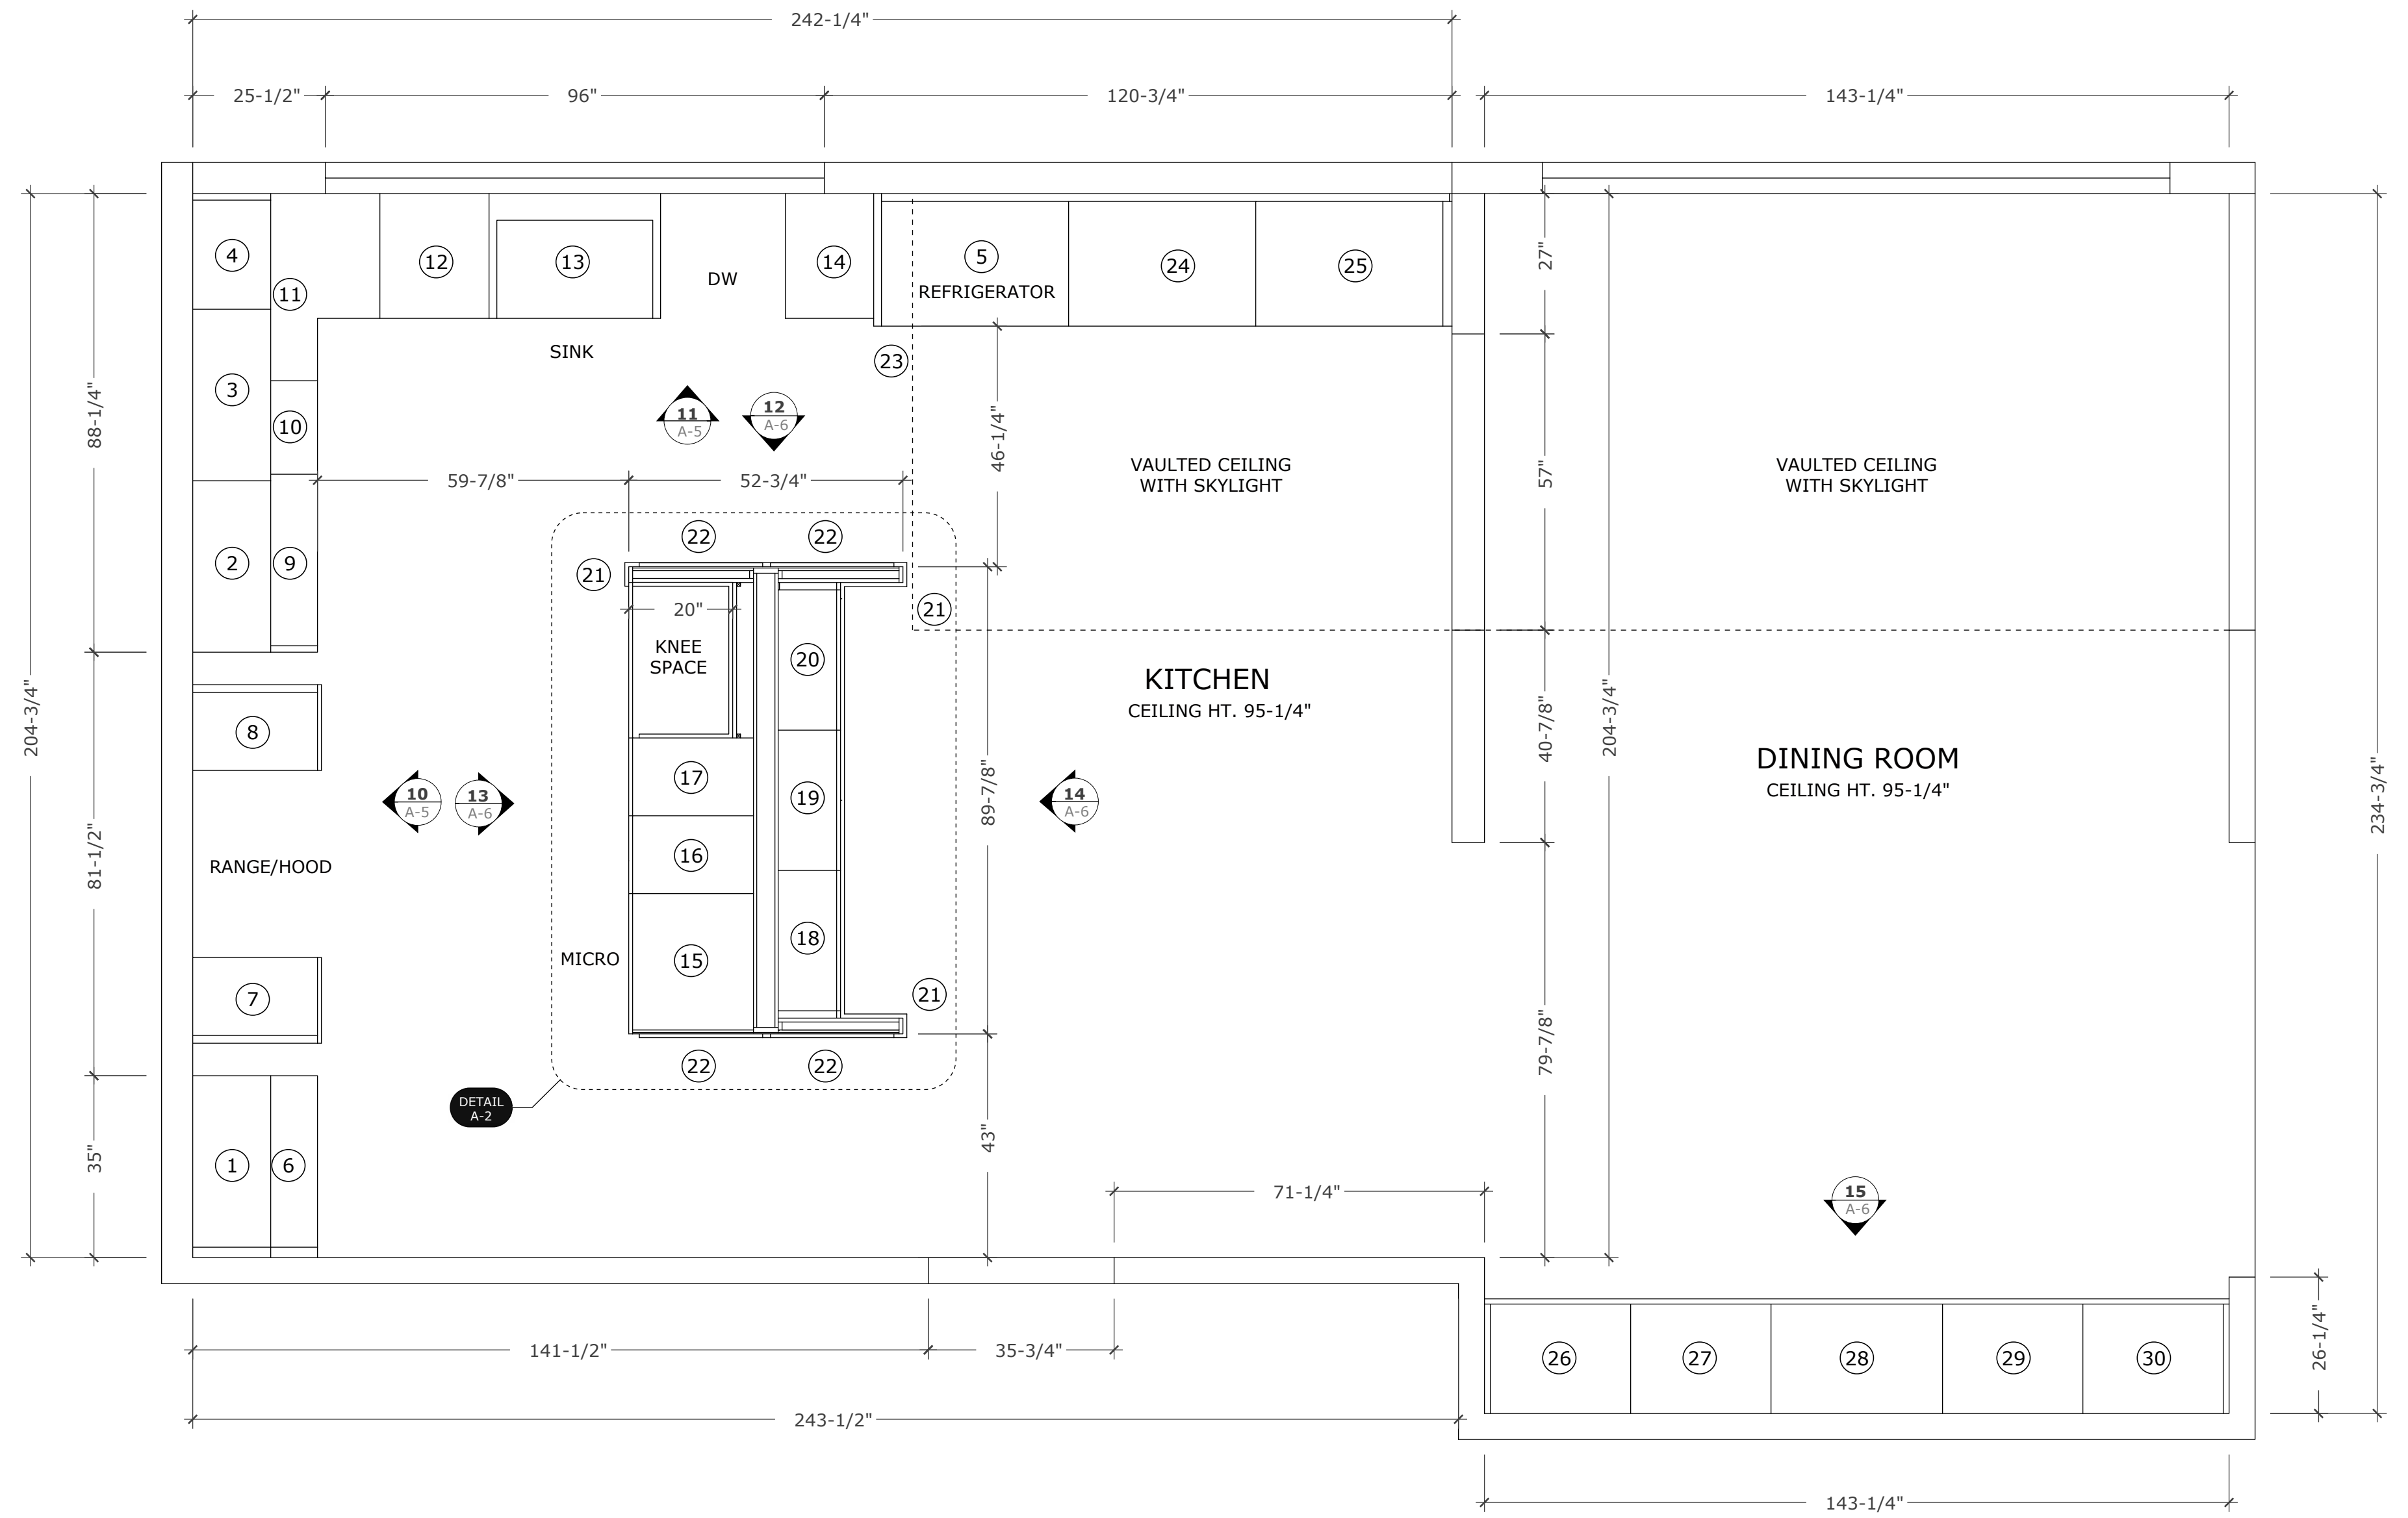 242-1/4"
25-1/2"
96"
120-3/4"
143-1/4"
4
11
12
13
DW
14
5
REFRIGERATOR
24
25
27"
SINK
23
3
10
88-1/4"
11
A-5
12
A-6
46-1/4"
VAULTED CEILING
WITH SKYLIGHT
57"
VAULTED CEILING
WITH SKYLIGHT
59-7/8"
52-3/4"
22
22
2
9
21
20"
21
KNEE
SPACE
20
KITCHEN
CEILING HT. 95-1/4"
204-3/4"
8
40-7/8"
204-3/4"
DINING ROOM
CEILING HT. 95-1/4"
17
10
A-5
13
A-6
19
89-7/8"
14
A-6
234-3/4"
81-1/2"
RANGE/HOOD
16
18
MICRO
15
7
21
79-7/8"
22
22
DETAIL
A-2
35"
1
6
43"
71-1/4"
15
A-6
141-1/2"
35-3/4"
26
27
28
29
30
26-1/4"
243-1/2"
143-1/4"